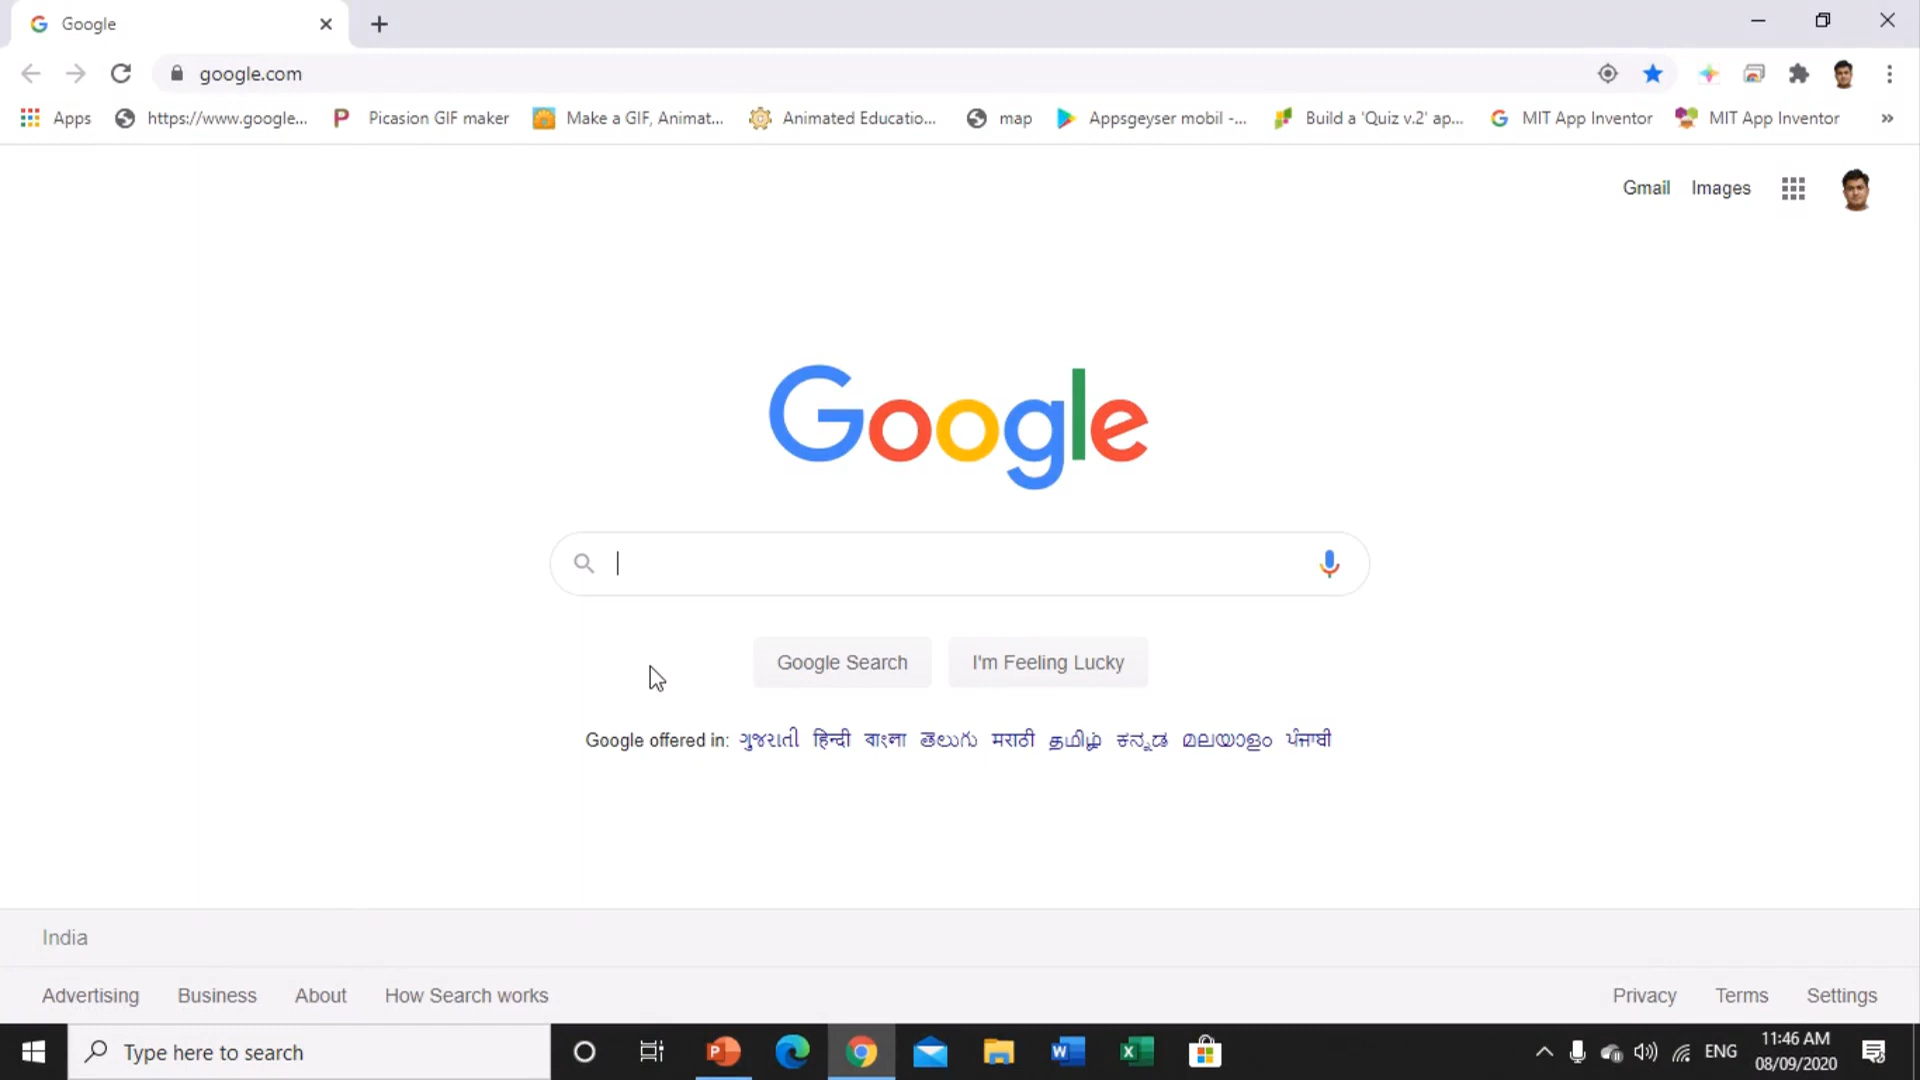 Google
google.com
Apps https://www.google... Picasion GIF maker Make a GIF, Animat... Animated Educatio... map Appsgeyser mobil -... Build a 'Quiz v.2' ap... MIT App Inventor MIT App Inventor »
Gmail Images
Google
Google Search I'm Feeling Lucky
Google offered in: ગુજરાતી हिन्दी বাংলা తెలుగు मराठी தமிழ் ಕನ್ನಡ മലയാളം ਪੰਜਾਬੀ
India
Advertising Business About How Search works Privacy Terms Settings
Type here to search ENG 11:46 AM
08/09/2020